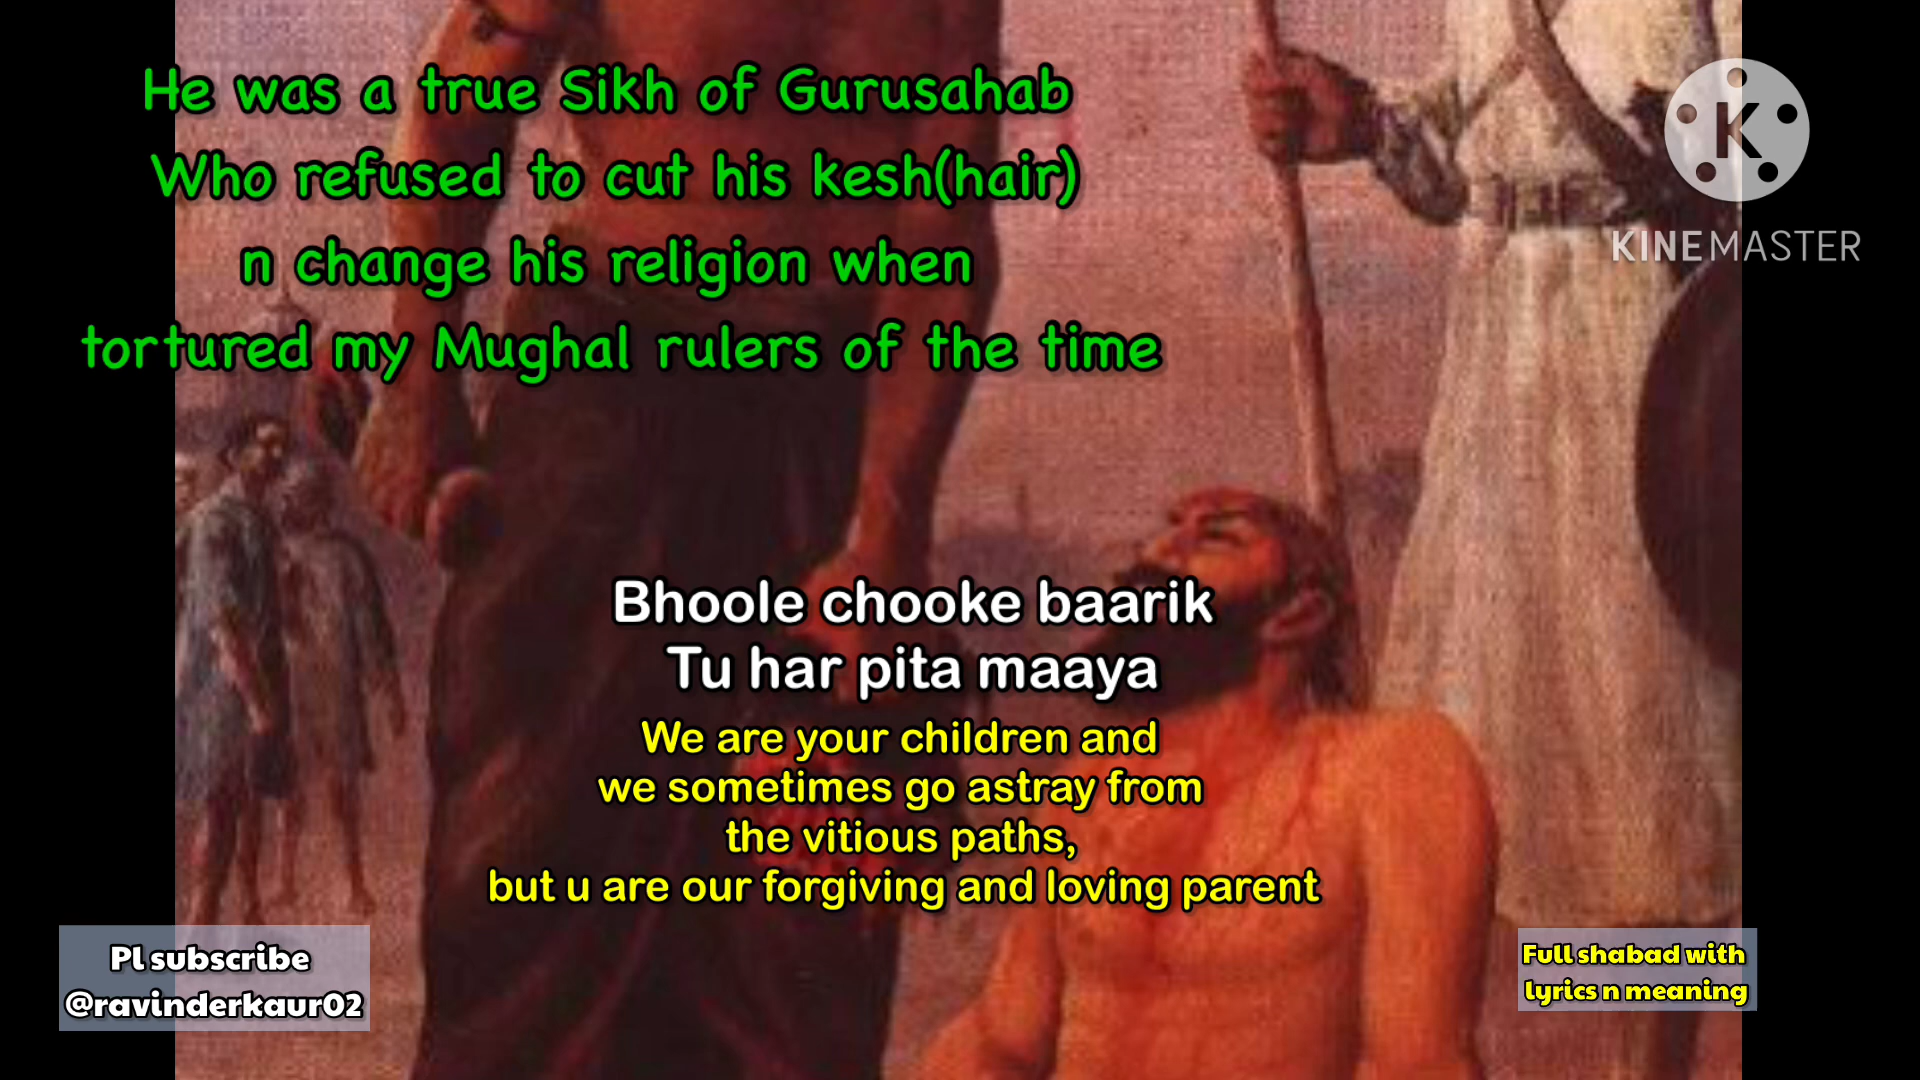 He was a true Sikh of Gurusahab
Who refused to cut his kesh(hair)
n change his religion when
tortured my Mughal rulers of the time
K
KINEMASTER
Bhoole chooke baarik
Tu har pita maaya
We are your children and
we sometimes go astray from
the vitious paths,
but u are our forgiving and loving parent
Pl subscribe
@ravinderkaur02
Full shabad with
lyrics n meaning